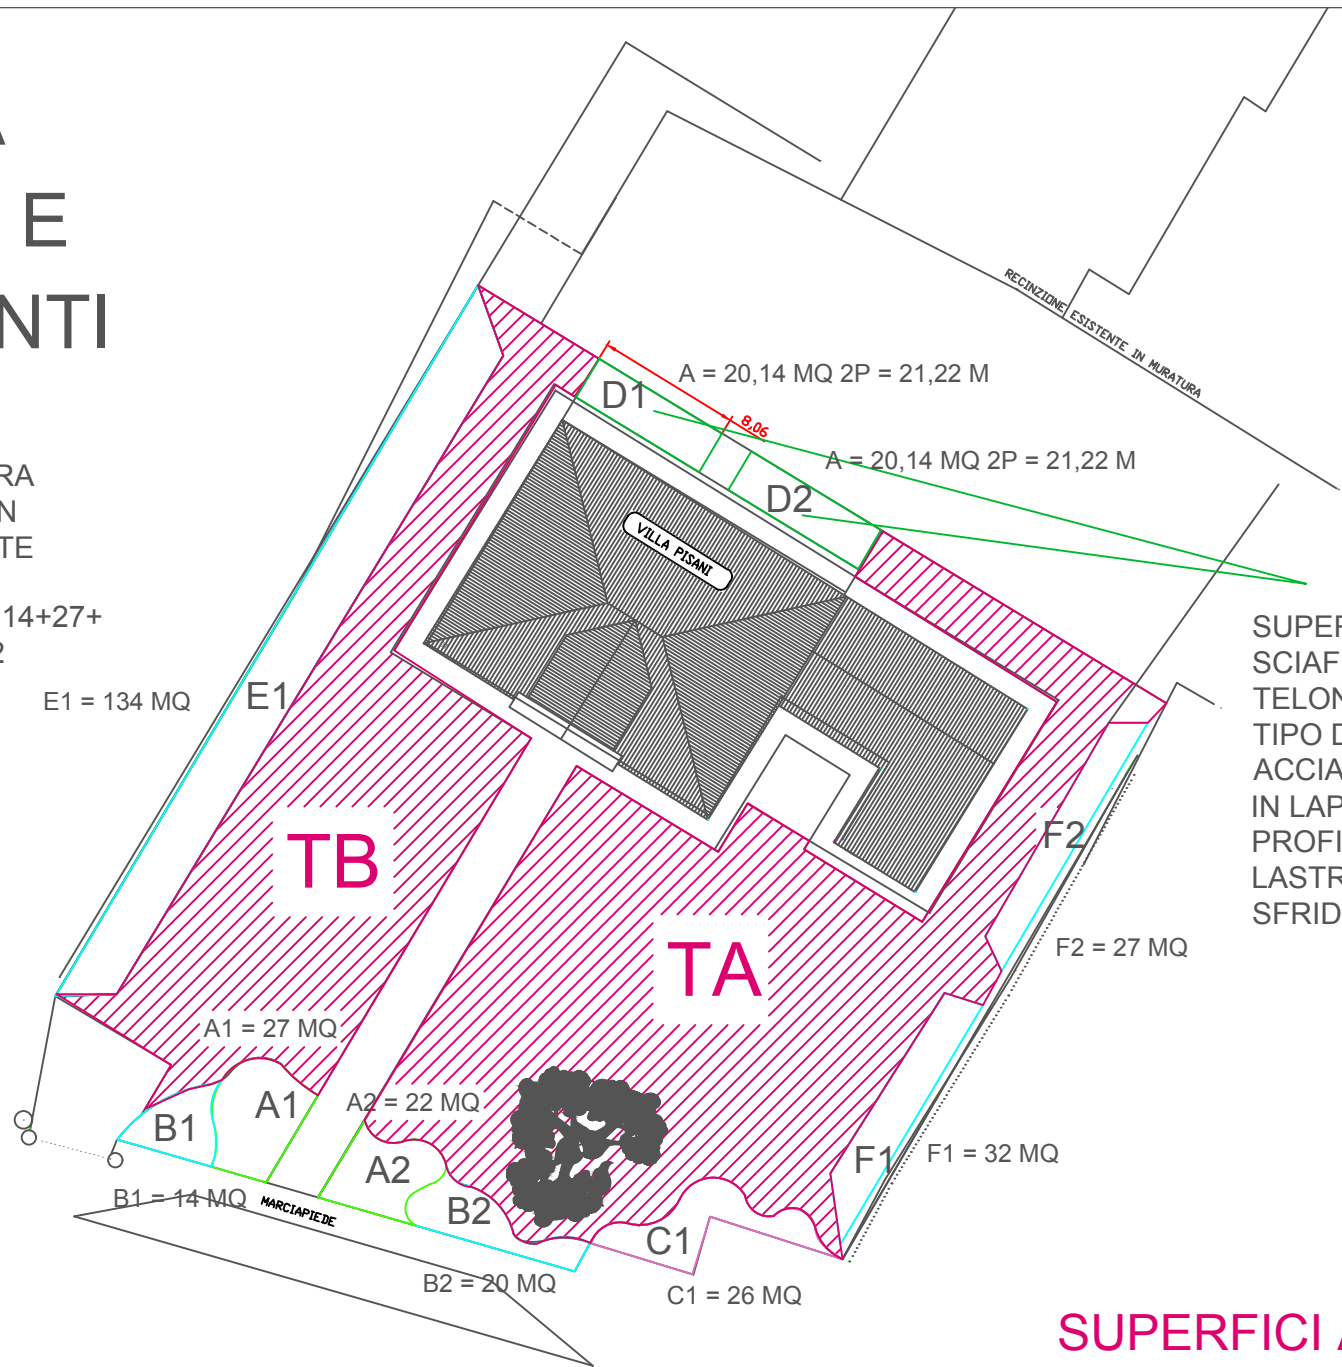 A
E
NTI
RECINZIONE ESISTENTE IN MURATURA
A = 20,14 MQ 2P = 21,22 M
D1
8,06
A = 20,14 MQ 2P = 21,22 M
D2
VILLA PISANI
RA
N
TE
14+27+
2
E1 = 134 MQ
E1
SUPER
SCIAF
TELON
TIPO D
ACCIA
IN LAP
PROFI
LASTR
SFRID
TB
TA
F2
F2 = 27 MQ
A1 = 27 MQ
A1
A2 = 22 MQ
B1
A2
F1
F1 = 32 MQ
B1 = 14 MQ
MARCIAPIEDE
B2
C1
B2 = 20 MQ
C1 = 26 MQ
SUPERFICI A